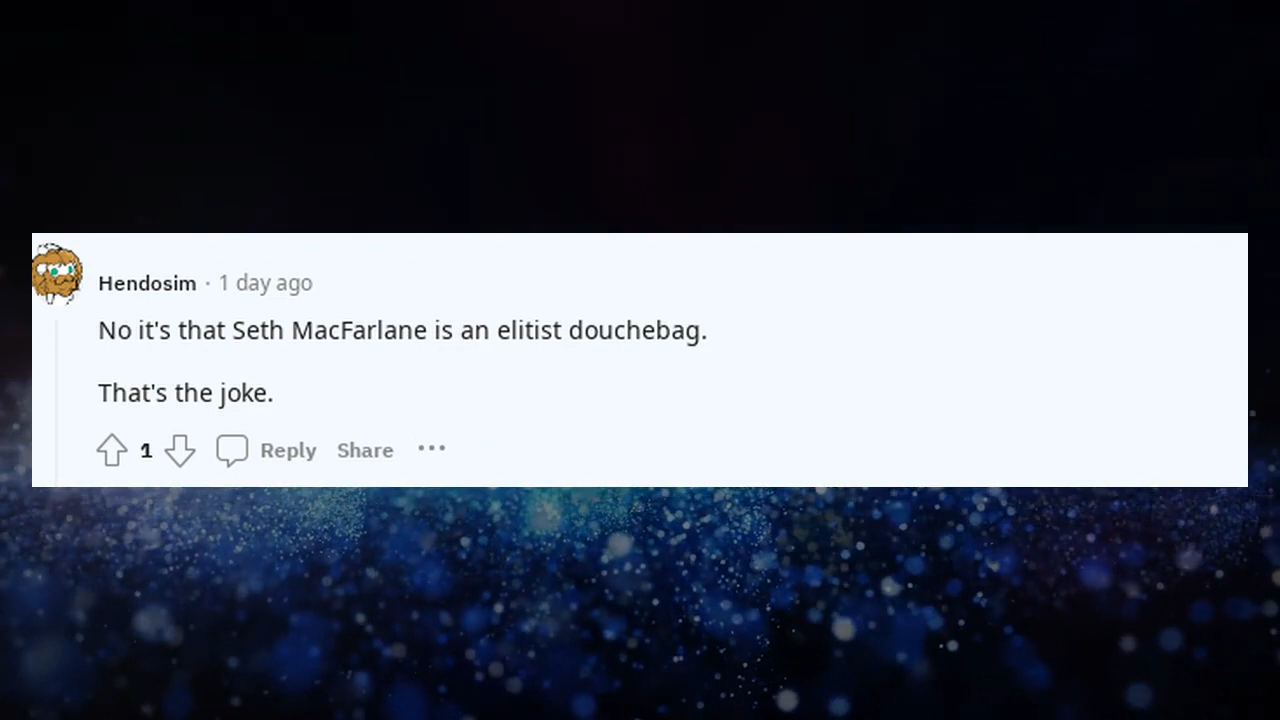 Hendosim · 1 day ago
No it's that Seth MacFarlane is an elitist douchebag.
That's the joke.
1 Reply Share ···